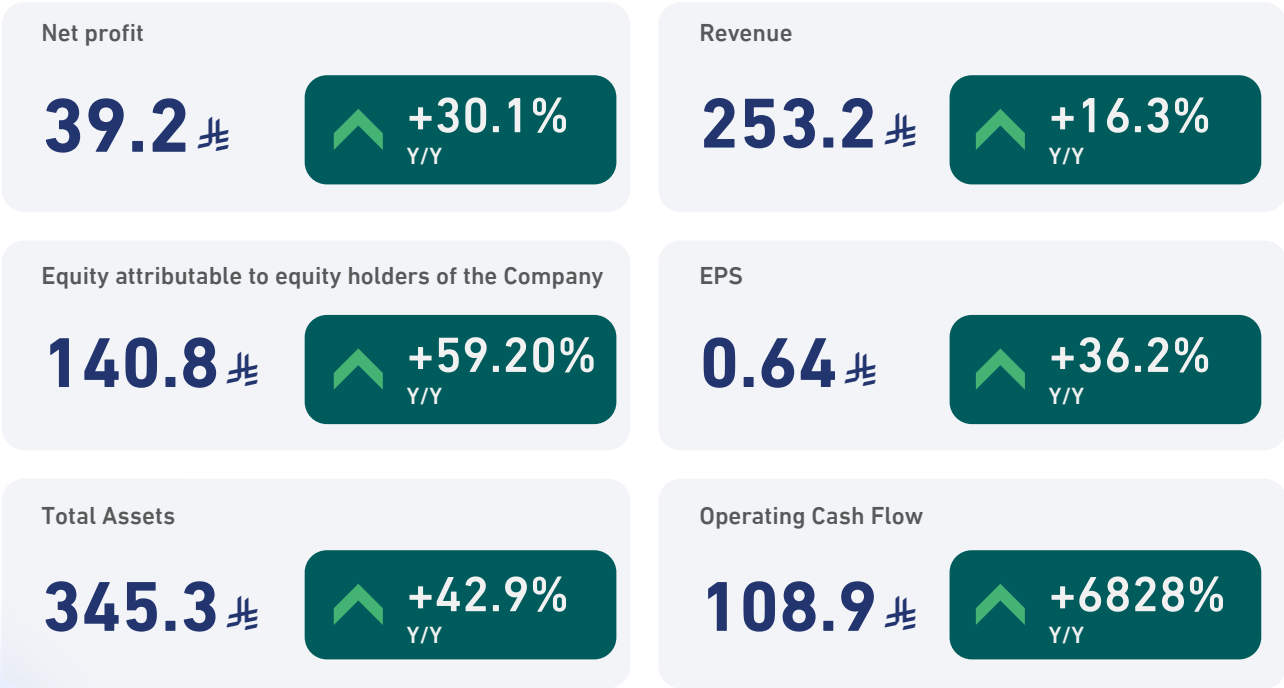 Net profit
39.2 ⃁
+30.1%
Y/Y
Revenue
253.2 ⃁
+16.3%
Y/Y
Equity attributable to equity holders of the Company
140.8 ⃁
+59.20%
Y/Y
EPS
0.64 ⃁
+36.2%
Y/Y
Total Assets
345.3 ⃁
+42.9%
Y/Y
Operating Cash Flow
108.9 ⃁
+6828%
Y/Y